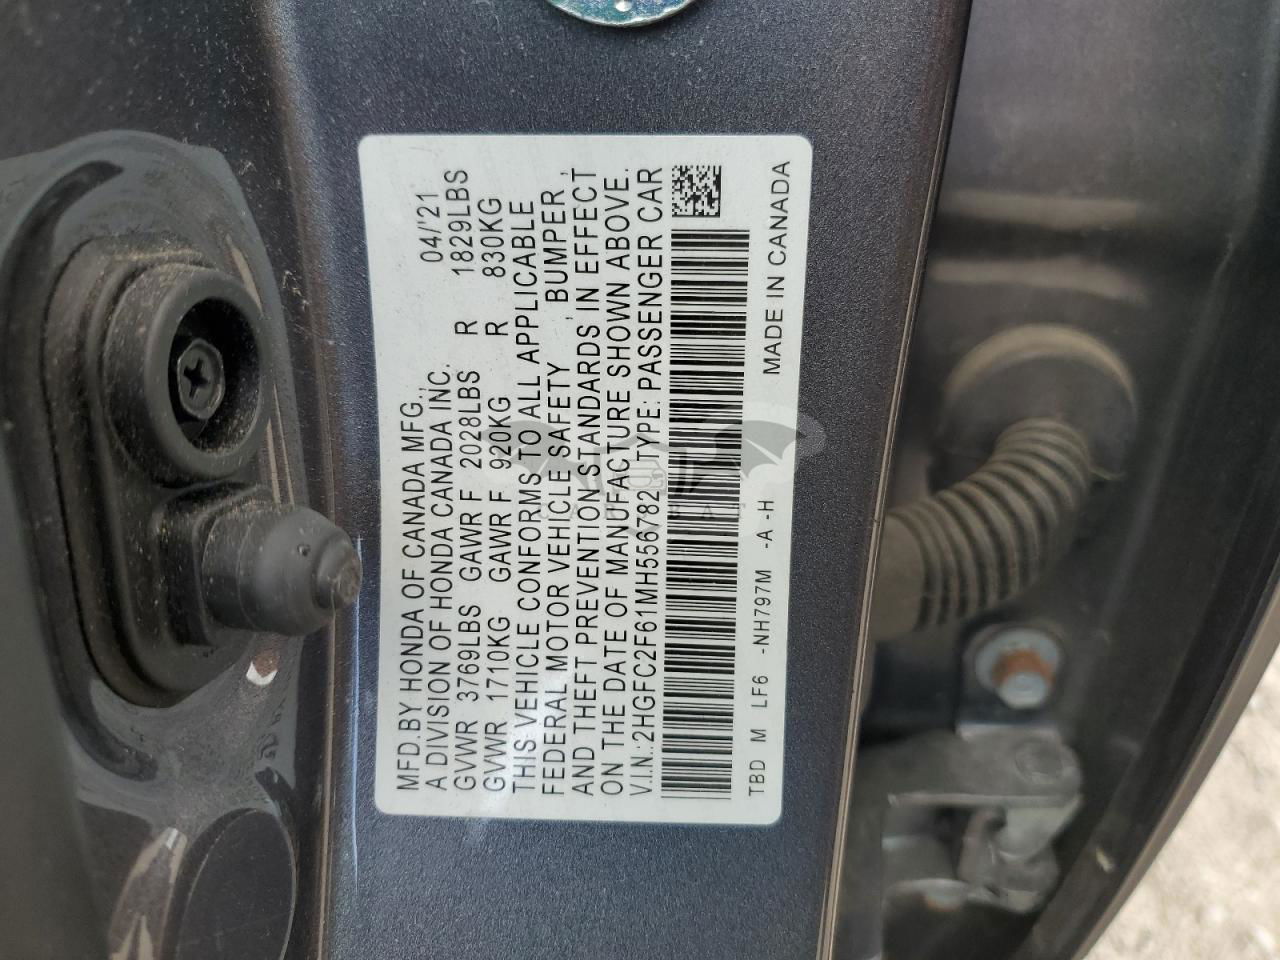 MFD.BY HONDA OF CANADA MFG.,
A DIVISION OF HONDA CANADA INC. 04/'21
GVWR 3769LBS GAWR F 2028LBS R 1829LBS
GVWR 1710KG GAWR F 920KG R 830KG
THIS VEHICLE CONFORMS TO ALL APPLICABLE
FEDERAL MOTOR VEHICLE SAFETY , BUMPER ,
AND THEFT PREVENTION STANDARDS IN EFFECT
ON THE DATE OF MANUFACTURE SHOWN ABOVE.
V.I.N.: 2HGFC2F61MH556782 TYPE: PASSENGER CAR
TBD M LF6 -NH797M -A-H MADE IN CANADA
CAR BAT